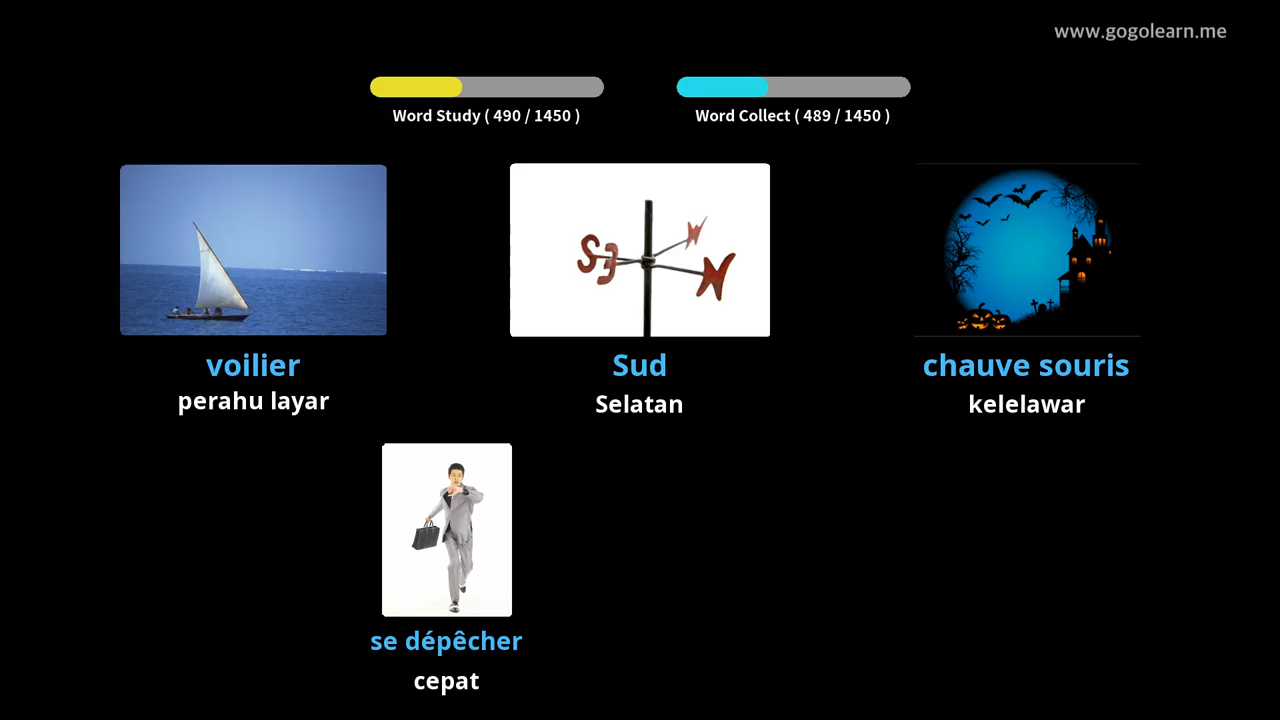 www.gogolearn.me
Word Study ( 490 / 1450 )
Word Collect ( 489 / 1450 )
S E N W
voilier
perahu layar
Sud
Selatan
chauve souris
kelelawar
se dépêcher
cepat